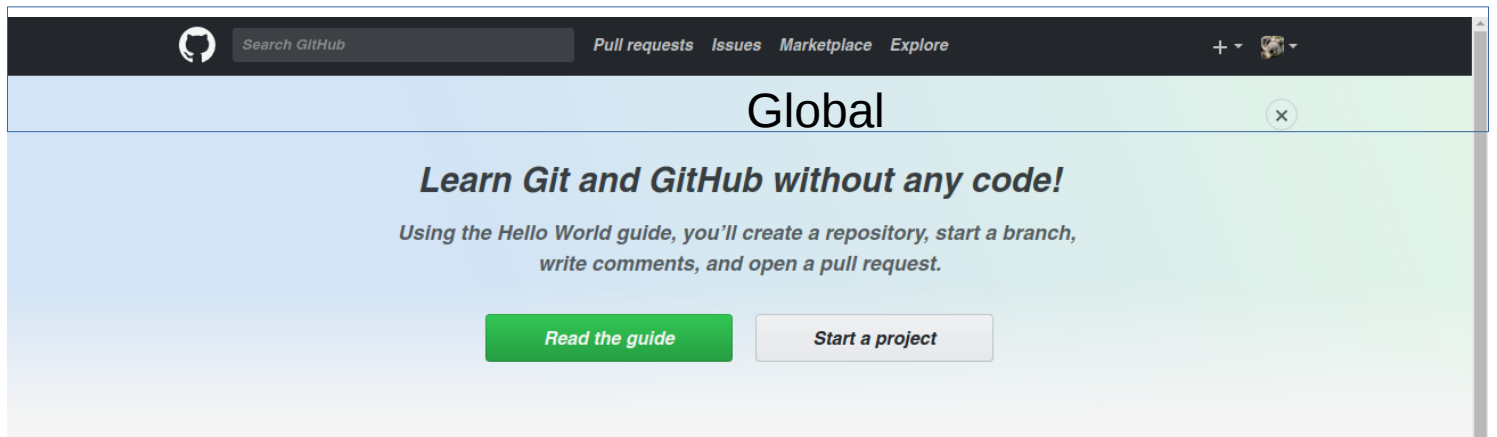 Search GitHub Pull requests Issues Marketplace Explore
Global
Learn Git and GitHub without any code!
Using the Hello World guide, you’ll create a repository, start a branch,
write comments, and open a pull request.
Read the guide Start a project